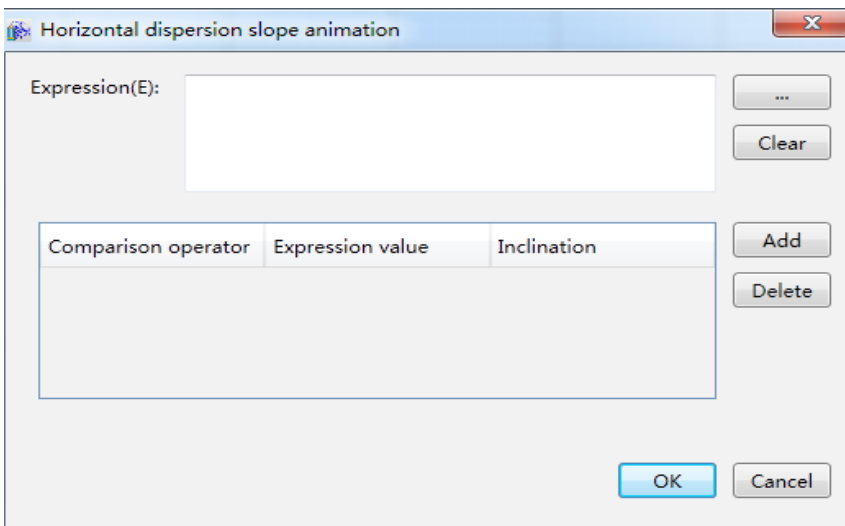 Horizontal dispersion slope animation
Expression(E):
...
Clear
Comparison operator Expression value Inclination
Add
Delete
OK Cancel